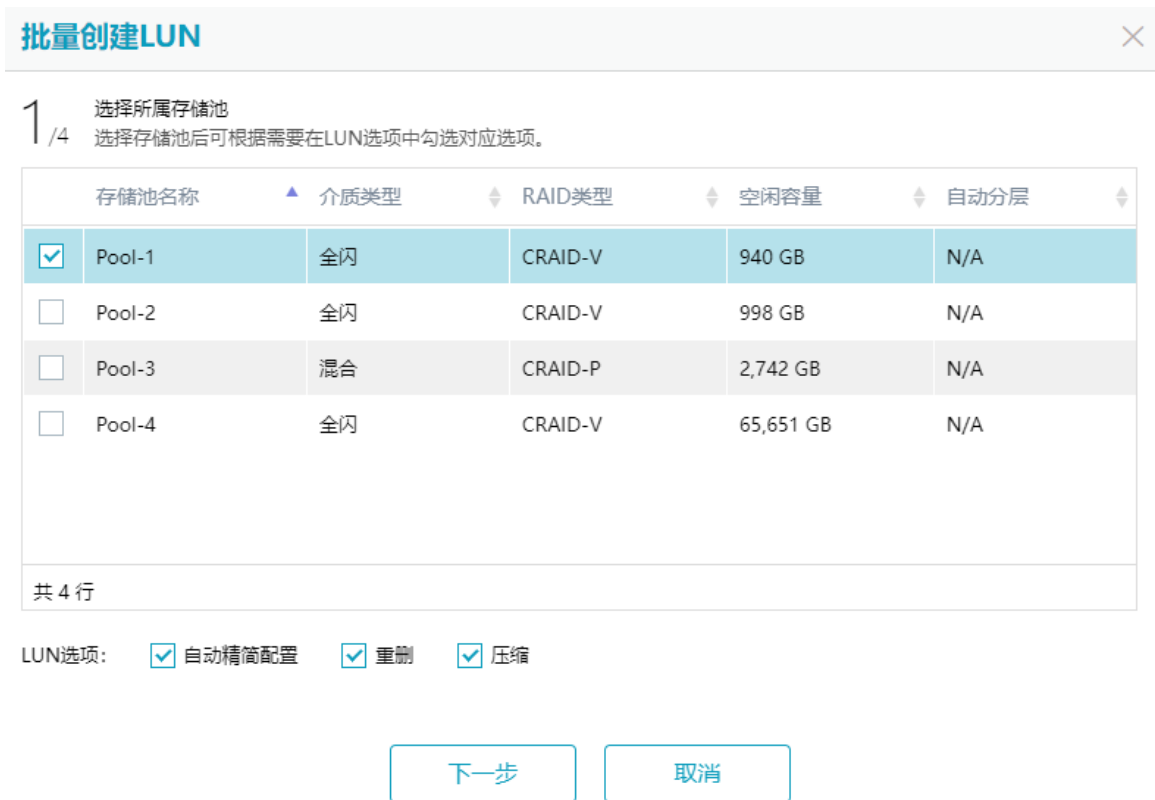 批量创建LUN
1/4
选择所属存储池
选择存储池后可根据需要在LUN选项中勾选对应选项。
存储池名称 介质类型 RAID类型 空闲容量 自动分层
Pool-1 全闪 CRAID-V 940 GB N/A
Pool-2 全闪 CRAID-V 998 GB N/A
Pool-3 混合 CRAID-P 2,742 GB N/A
Pool-4 全闪 CRAID-V 65,651 GB N/A
共 4 行
LUN选项: 自动精简配置 重删 压缩
下一步 取消